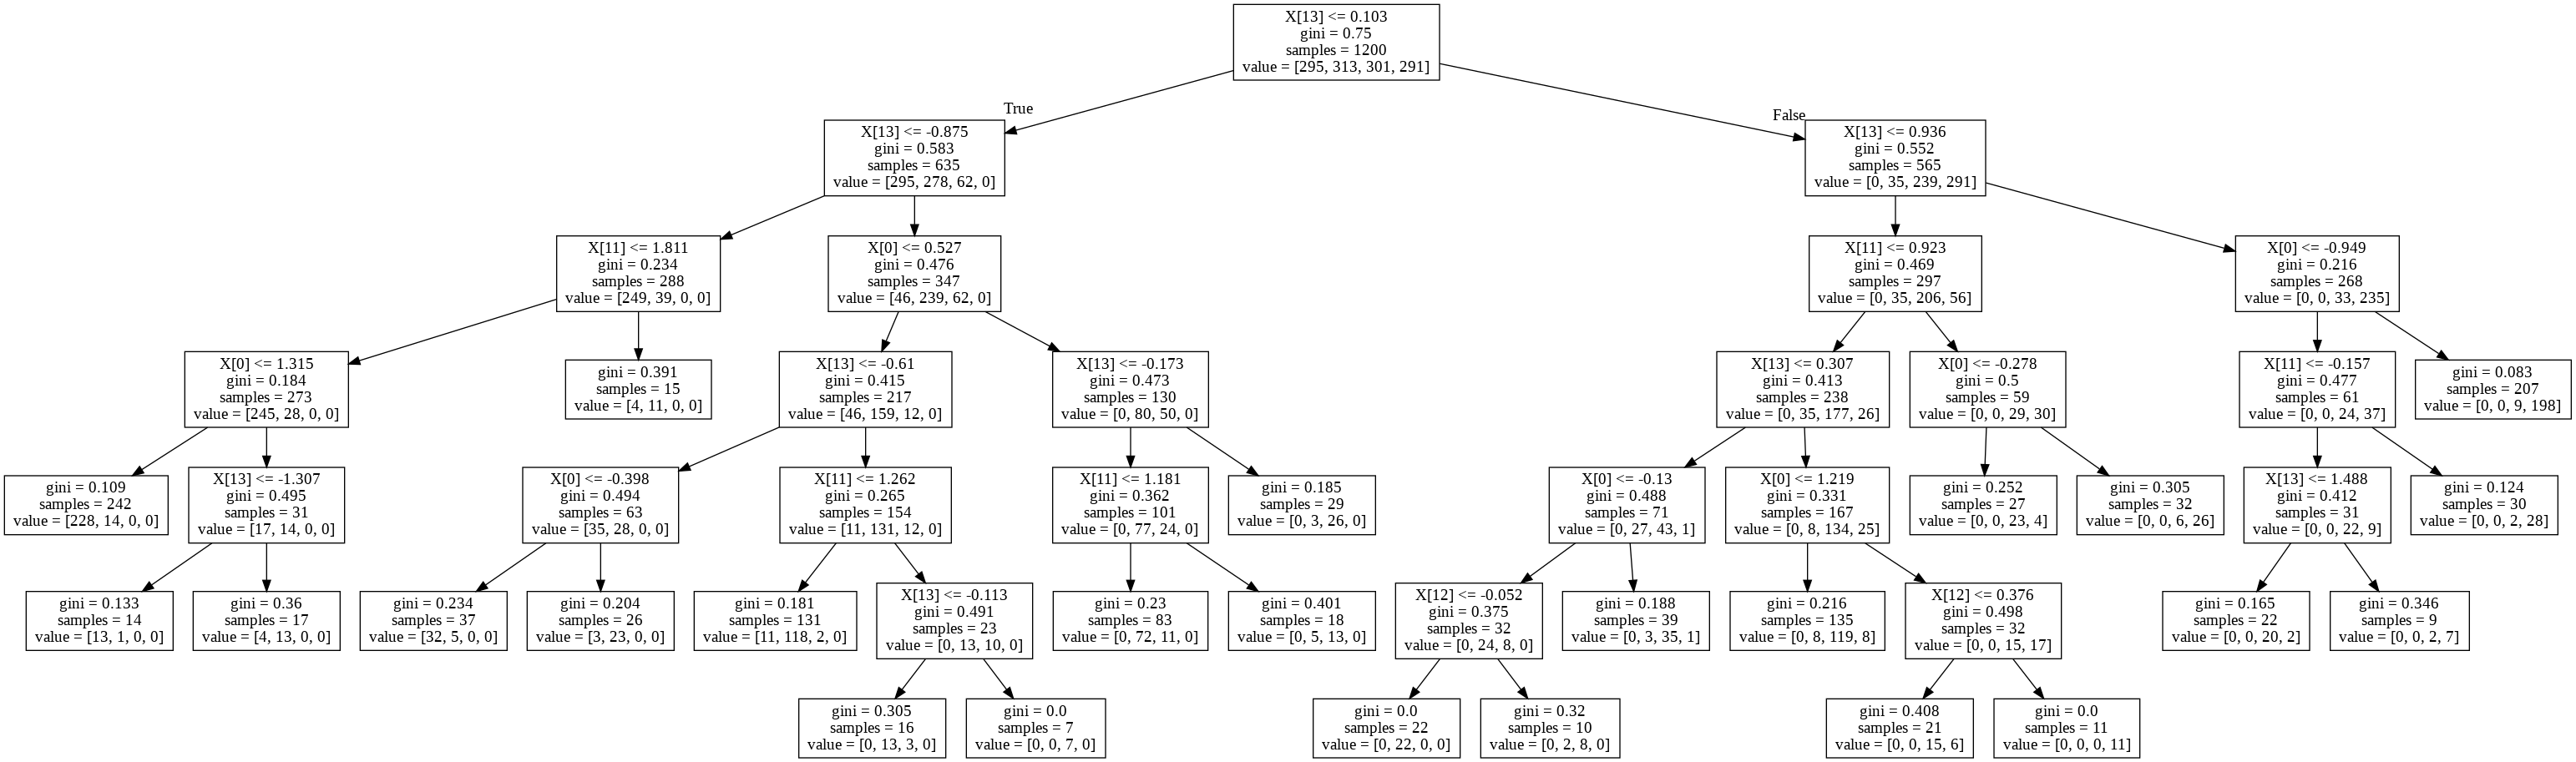 X[13] <= 0.103
gini = 0.75
samples = 1200
value = [295, 313, 301, 291]
True
False
X[13] <= -0.875
gini = 0.583
samples = 635
value = [295, 278, 62, 0]
X[13] <= 0.936
gini = 0.552
samples = 565
value = [0, 35, 239, 291]
X[11] <= 1.811
gini = 0.234
samples = 288
value = [249, 39, 0, 0]
X[0] <= 0.527
gini = 0.476
samples = 347
value = [46, 239, 62, 0]
X[11] <= 0.923
gini = 0.469
samples = 297
value = [0, 35, 206, 56]
X[0] <= -0.949
gini = 0.216
samples = 268
value = [0, 0, 33, 235]
X[0] <= 1.315
gini = 0.184
samples = 273
value = [245, 28, 0, 0]
gini = 0.391
samples = 15
value = [4, 11, 0, 0]
X[13] <= -0.61
gini = 0.415
samples = 217
value = [46, 159, 12, 0]
X[13] <= -0.173
gini = 0.473
samples = 130
value = [0, 80, 50, 0]
X[13] <= 0.307
gini = 0.413
samples = 238
value = [0, 35, 177, 26]
X[0] <= -0.278
gini = 0.5
samples = 59
value = [0, 0, 29, 30]
X[11] <= -0.157
gini = 0.477
samples = 61
value = [0, 0, 24, 37]
gini = 0.083
samples = 207
value = [0, 0, 9, 198]
gini = 0.109
samples = 242
value = [228, 14, 0, 0]
X[13] <= -1.307
gini = 0.495
samples = 31
value = [17, 14, 0, 0]
X[0] <= -0.398
gini = 0.494
samples = 63
value = [35, 28, 0, 0]
X[11] <= 1.262
gini = 0.265
samples = 154
value = [11, 131, 12, 0]
X[11] <= 1.181
gini = 0.362
samples = 101
value = [0, 77, 24, 0]
gini = 0.185
samples = 29
value = [0, 3, 26, 0]
X[0] <= -0.13
gini = 0.488
samples = 71
value = [0, 27, 43, 1]
X[0] <= 1.219
gini = 0.331
samples = 167
value = [0, 8, 134, 25]
gini = 0.252
samples = 27
value = [0, 0, 23, 4]
gini = 0.305
samples = 32
value = [0, 0, 6, 26]
X[13] <= 1.488
gini = 0.412
samples = 31
value = [0, 0, 22, 9]
gini = 0.124
samples = 30
value = [0, 0, 2, 28]
gini = 0.133
samples = 14
value = [13, 1, 0, 0]
gini = 0.36
samples = 17
value = [4, 13, 0, 0]
gini = 0.234
samples = 37
value = [32, 5, 0, 0]
gini = 0.204
samples = 26
value = [3, 23, 0, 0]
gini = 0.181
samples = 131
value = [11, 118, 2, 0]
X[13] <= -0.113
gini = 0.491
samples = 23
value = [0, 13, 10, 0]
gini = 0.23
samples = 83
value = [0, 72, 11, 0]
gini = 0.401
samples = 18
value = [0, 5, 13, 0]
X[12] <= -0.052
gini = 0.375
samples = 32
value = [0, 24, 8, 0]
gini = 0.188
samples = 39
value = [0, 3, 35, 1]
gini = 0.216
samples = 135
value = [0, 8, 119, 8]
X[12] <= 0.376
gini = 0.498
samples = 32
value = [0, 0, 15, 17]
gini = 0.165
samples = 22
value = [0, 0, 20, 2]
gini = 0.346
samples = 9
value = [0, 0, 2, 7]
gini = 0.305
samples = 16
value = [0, 13, 3, 0]
gini = 0.0
samples = 7
value = [0, 0, 7, 0]
gini = 0.0
samples = 22
value = [0, 22, 0, 0]
gini = 0.32
samples = 10
value = [0, 2, 8, 0]
gini = 0.408
samples = 21
value = [0, 0, 15, 6]
gini = 0.0
samples = 11
value = [0, 0, 0, 11]